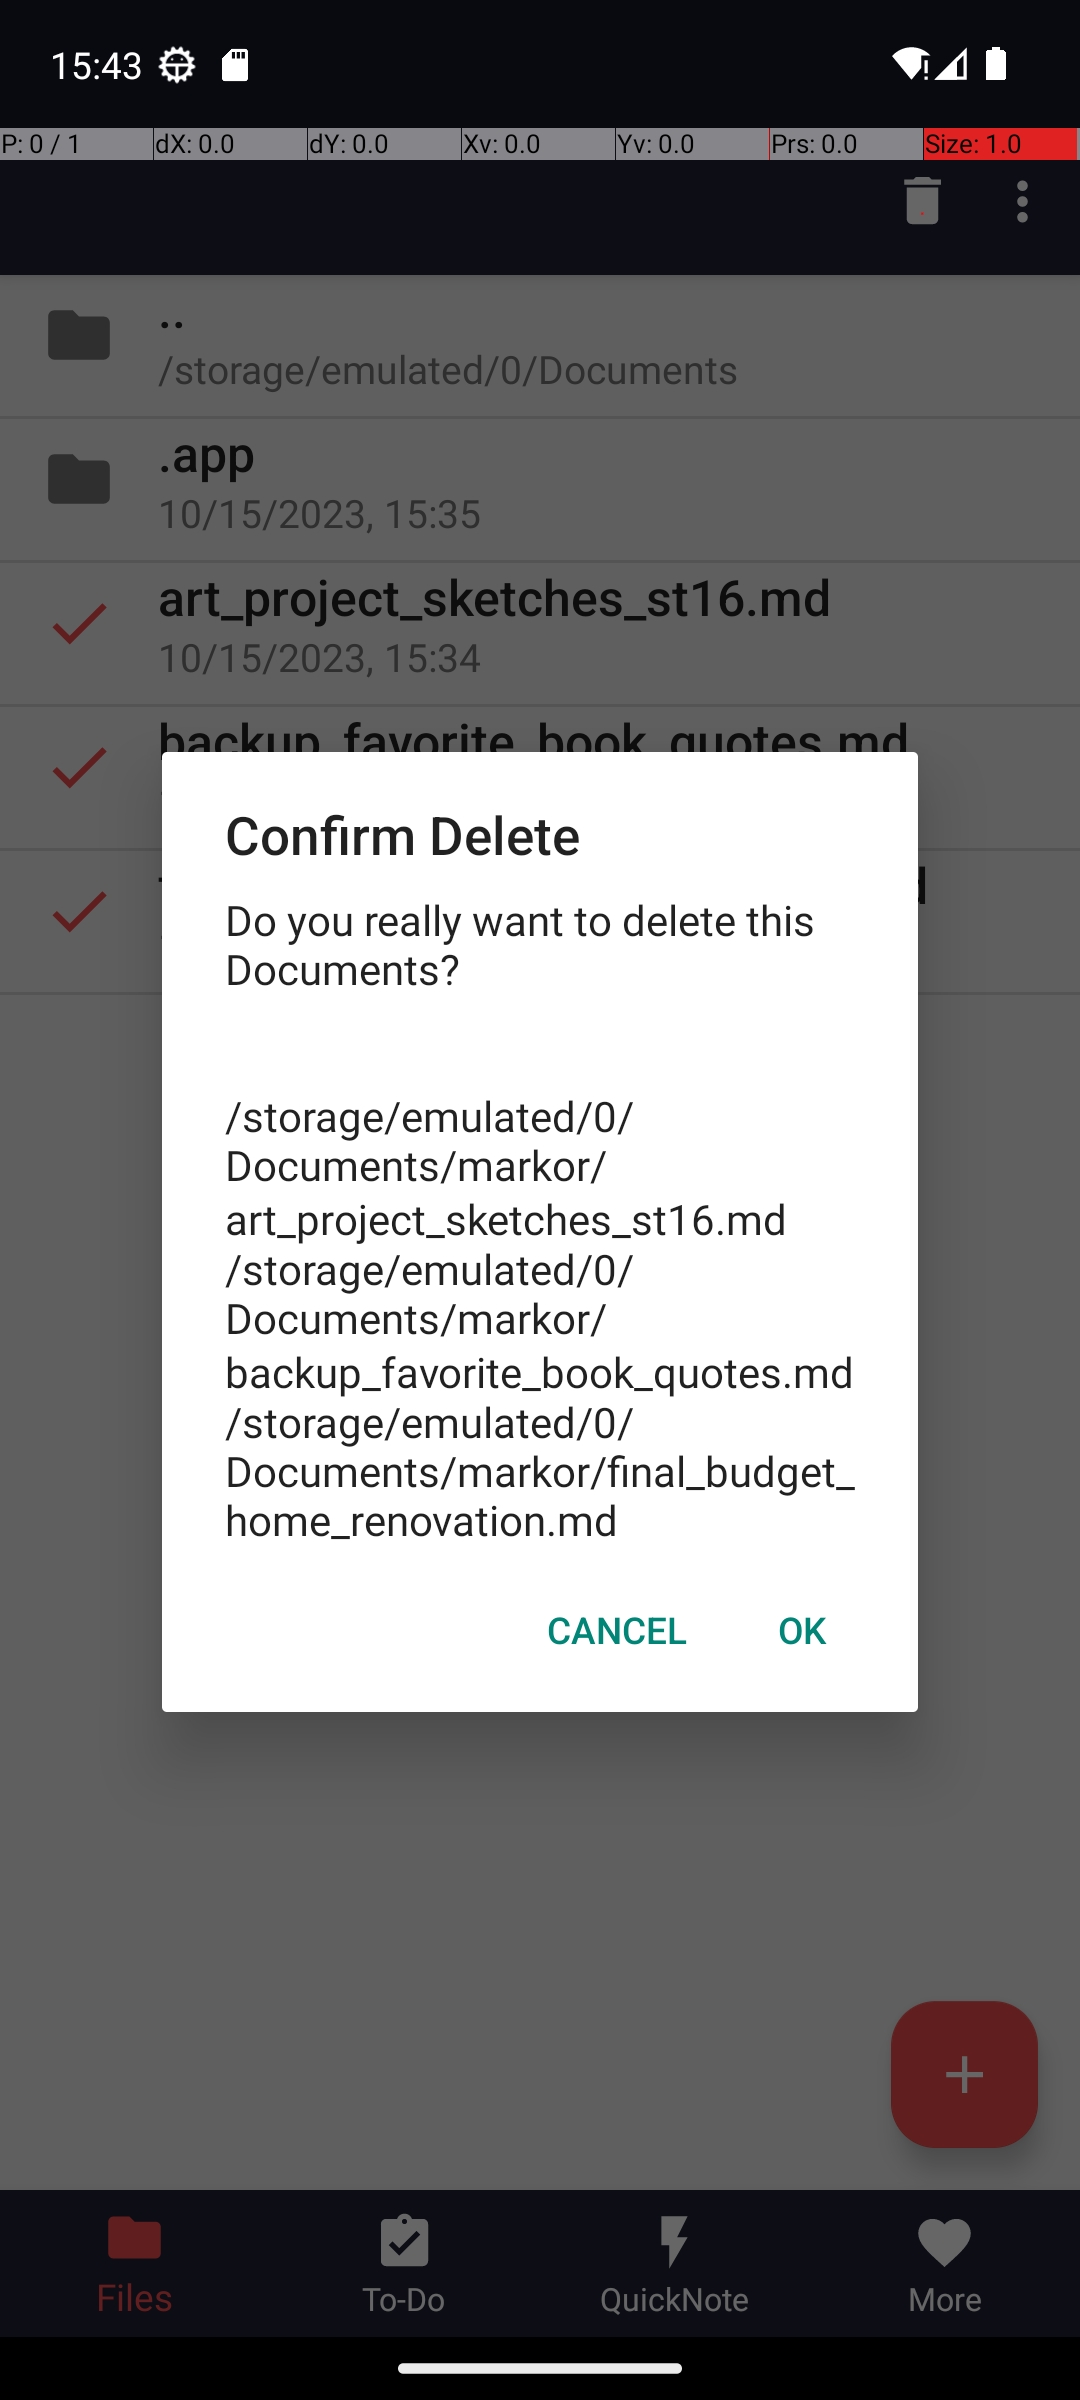 15:43
P: 0 / 1
dX: 0.0
dY: 0.0
Xv: 0.0
Yv: 0.0
Prs: 0.0
Size: 1.0
..
/storage/emulated/0/Documents
.app
10/15/2023, 15:35
art_project_sketches_st16.md
10/15/2023, 15:34
backup_favorite_book_quotes.md
Confirm Delete
Do you really want to delete this
Documents?
/storage/emulated/0/
Documents/markor/
art_project_sketches_st16.md
/storage/emulated/0/
Documents/markor/
backup_favorite_book_quotes.md
/storage/emulated/0/
Documents/markor/final_budget_
home_renovation.md
CANCEL
OK
Files
To-Do
QuickNote
More